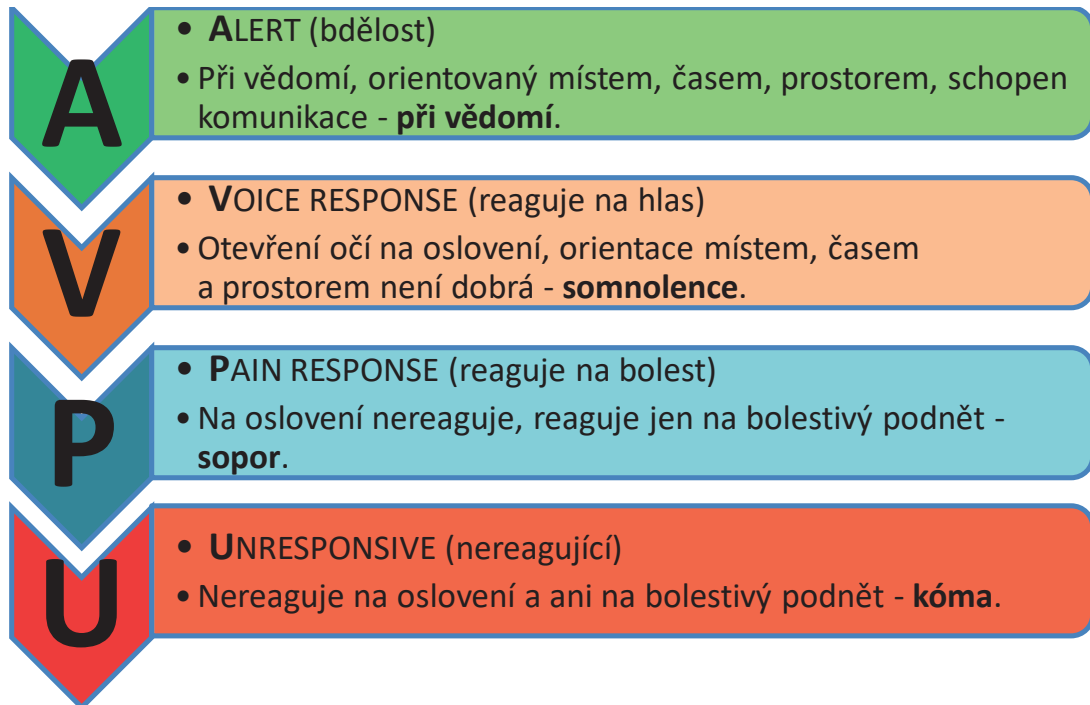 A
• ALERT (bdělost)
• Při vědomí, orientovaný místem, časem, prostorem, schopen
komunikace - při vědomí.
V
• VOICE RESPONSE (reaguje na hlas)
• Otevření očí na oslovení, orientace místem, časem
a prostorem není dobrá - somnolence.
P
• PAIN RESPONSE (reaguje na bolest)
• Na oslovení nereaguje, reaguje jen na bolestivý podnět -
sopor.
U
• UNRESPONSIVE (nereagující)
• Nereaguje na oslovení a ani na bolestivý podnět - kóma.